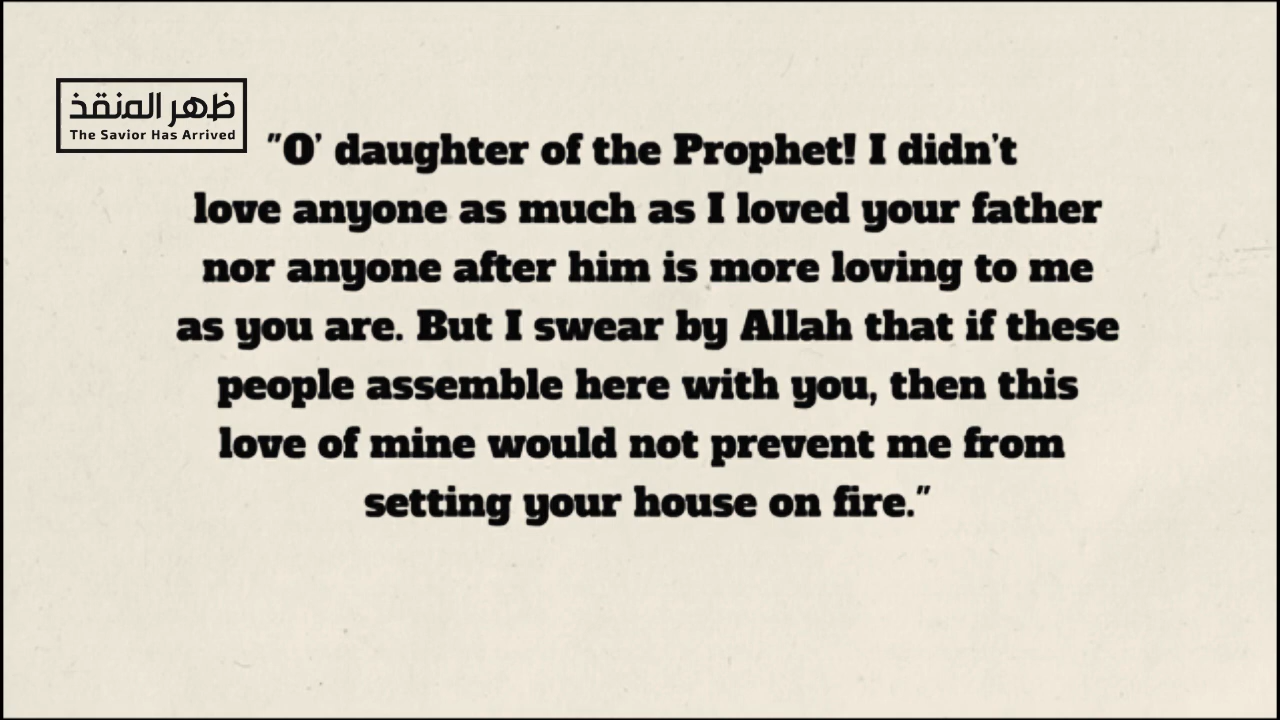 ظهر المنقذ
The Savior Has Arrived
"O' daughter of the Prophet! I didn't
love anyone as much as I loved your father
nor anyone after him is more loving to me
as you are. But I swear by Allah that if these
people assemble here with you, then this
love of mine would not prevent me from
setting your house on fire."